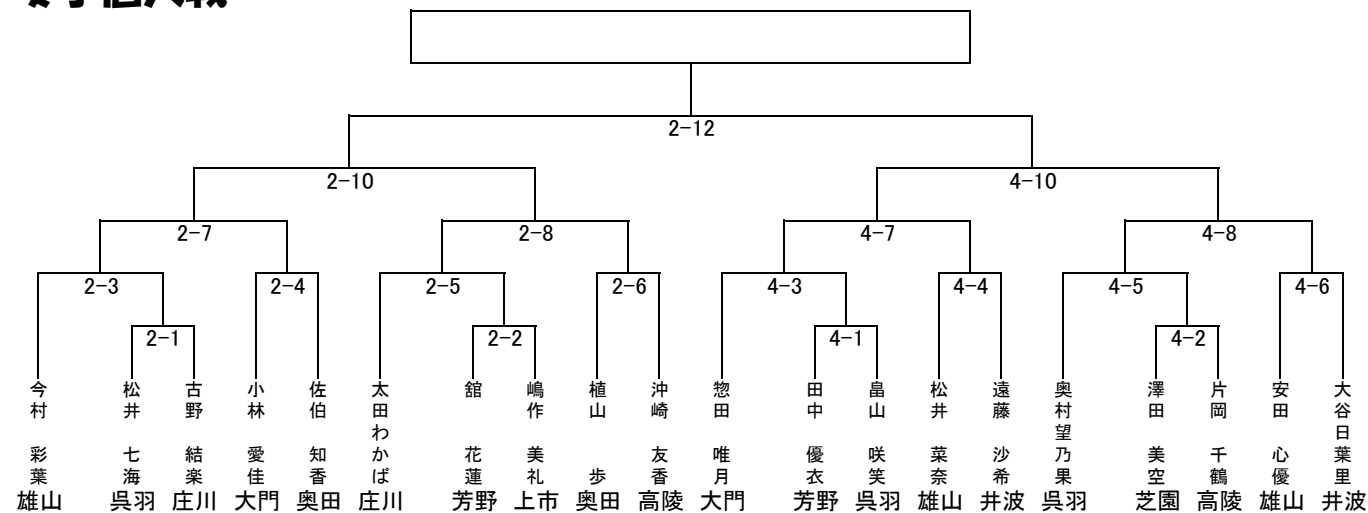 2-12
2-10
4-10
2-7
2-8
4-7
4-8
2-3
2-4
2-5
2-6
4-3
4-4
4-5
4-6
2-1
2-2
4-1
4-2
今村 彩葉
松井 七海
古野 結楽
小林 愛佳
佐伯 知香
太田わかば
舘 花蓮
嶋作 美礼
植山 歩
沖崎 友香
惣田 唯月
田中 優衣
畠山 咲笑
松井 菜奈
遠藤 沙希
奥村望乃果
澤田 美空
片岡 千鶴
安田 心優
大谷日葉里
雄山 呉羽 庄川 大門 奥田 庄川 芳野 上市 奥田 高陵 大門 芳野 呉羽 雄山 井波 呉羽 芝園 高陵 雄山 井波